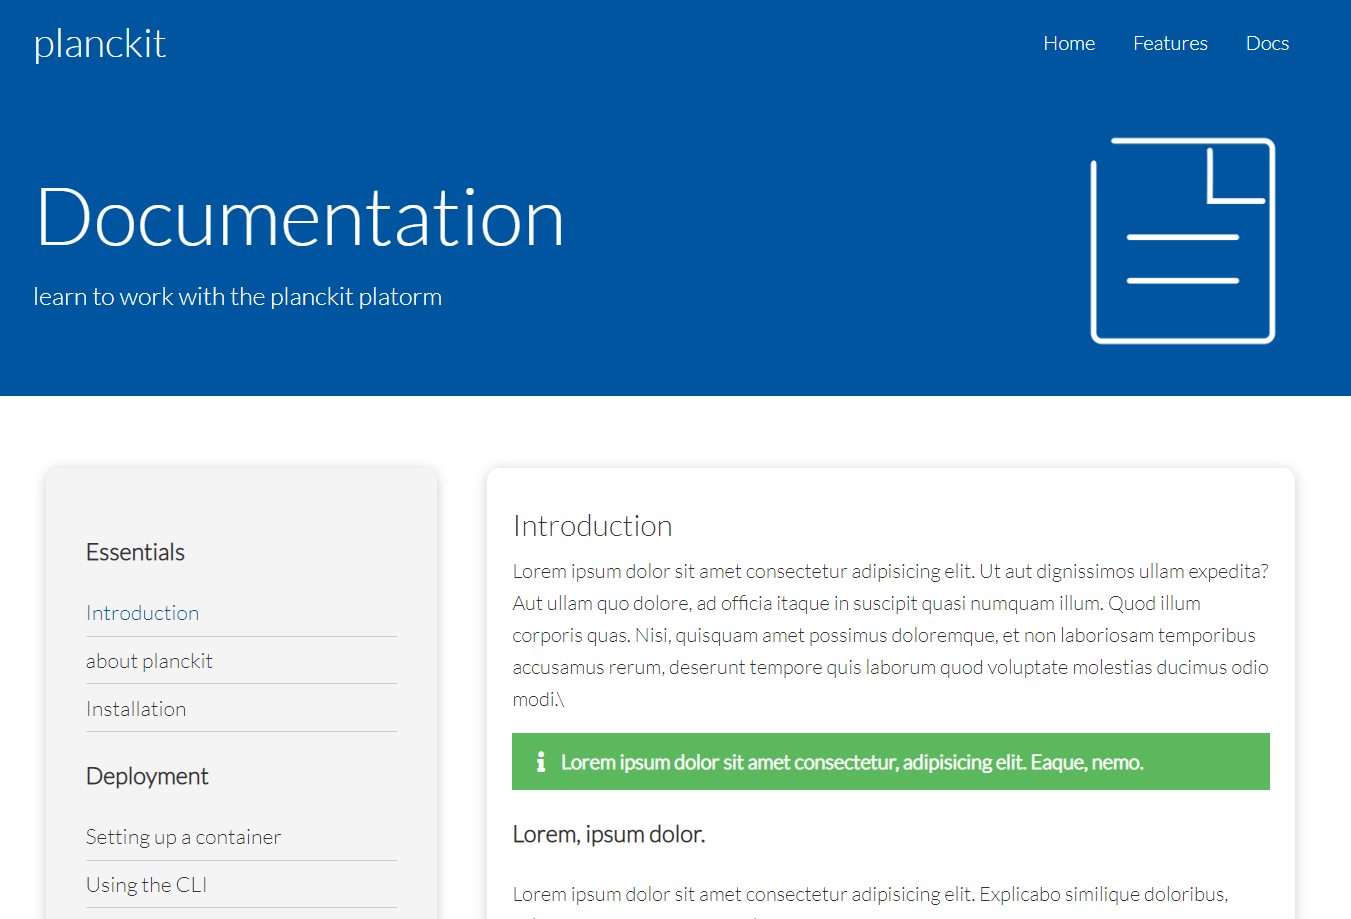 planckit
Home Features Docs
Documentation
learn to work with the planckit platorm
Essentials
Introduction
about planckit
Installation
Deployment
Setting up a container
Using the CLI
Introduction
Lorem ipsum dolor sit amet consectetur adipisicing elit. Ut aut dignissimos ullam expedita?
Aut ullam quo dolore, ad officia itaque in suscipit quasi numquam illum. Quod illum
corporis quas. Nisi, quisquam amet possimus doloremque, et non laboriosam temporibus
accusamus rerum, deserunt tempore quis laborum quod voluptate molestias ducimus odio
modi.\
Lorem ipsum dolor sit amet consectetur, adipisicing elit. Eaque, nemo.
Lorem, ipsum dolor.
Lorem ipsum dolor sit amet consectetur adipisicing elit. Explicabo similique doloribus,